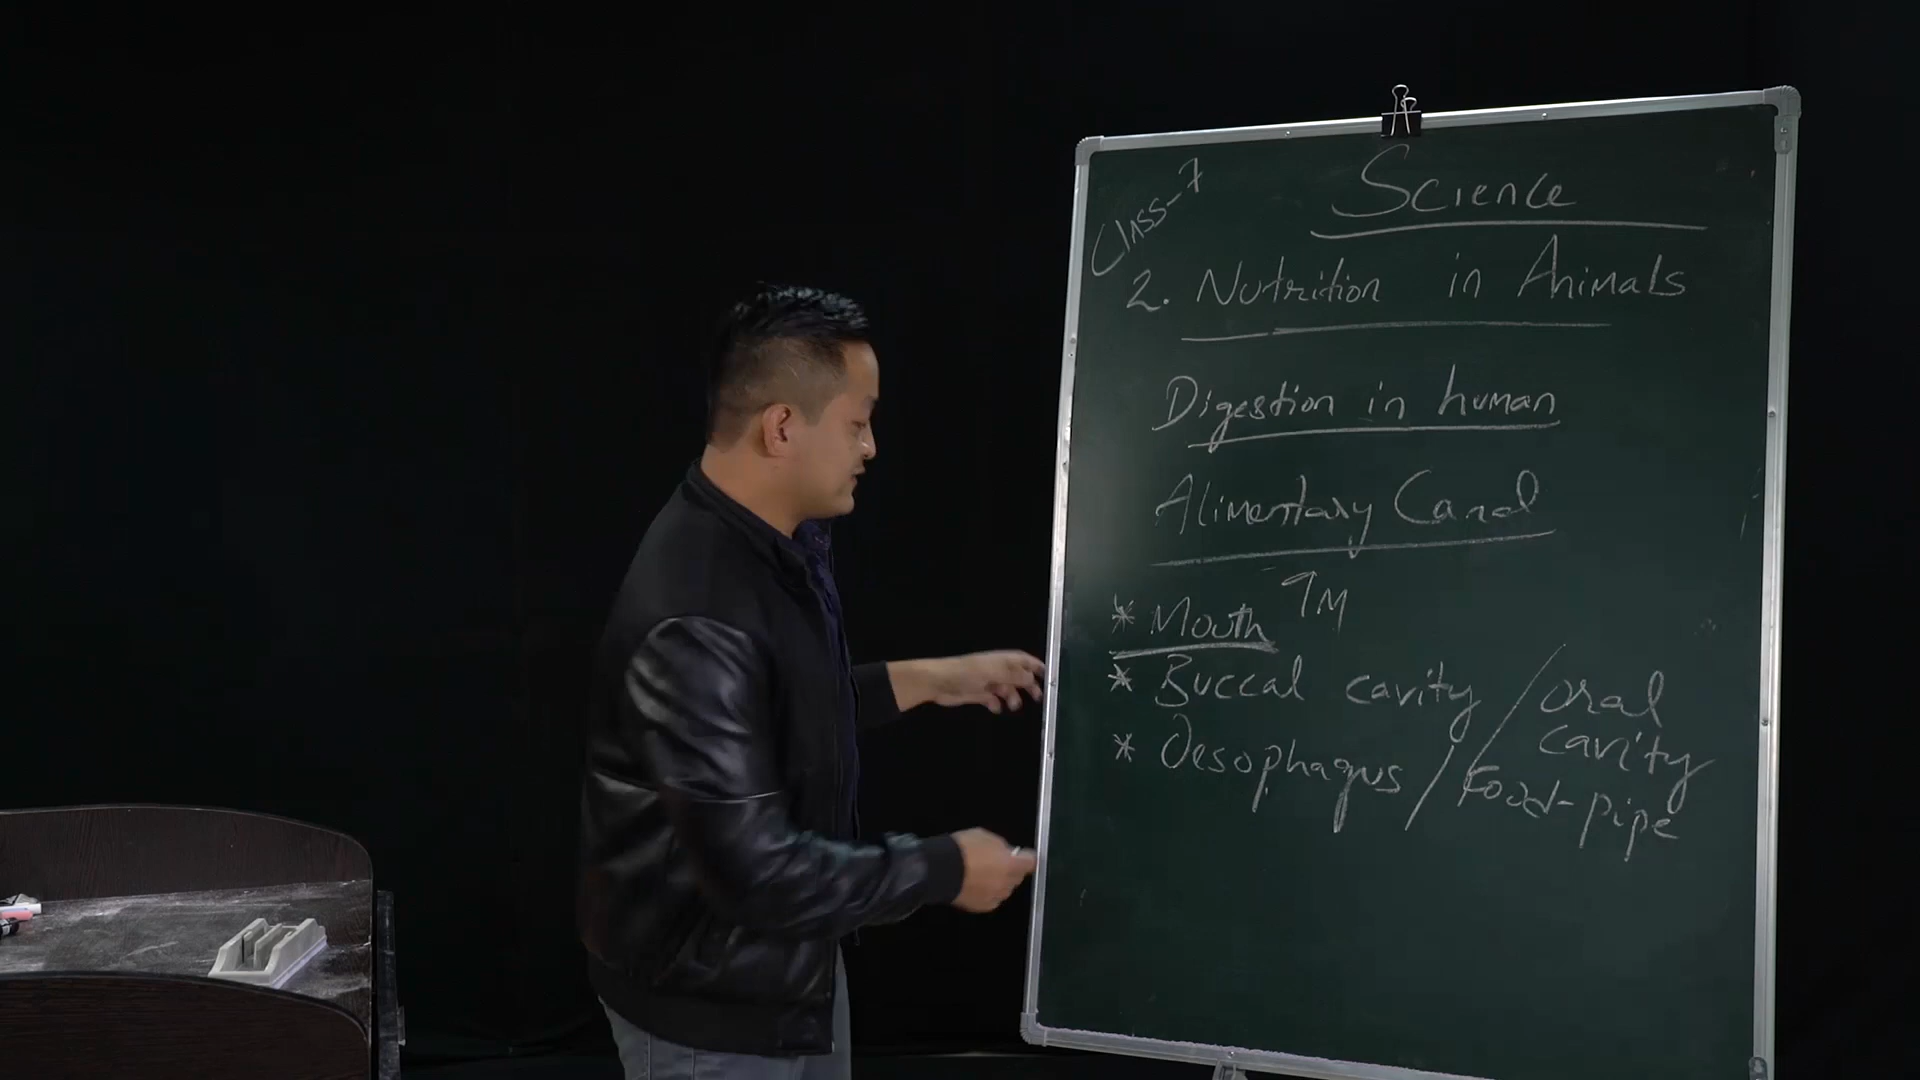 Class-7
Science
2. Nutrition in Animals
Digestion in human
Alimentary Canal
9M
* Mouth
* Buccal cavity / oral cavity
* Oesophagus / Food-pipe